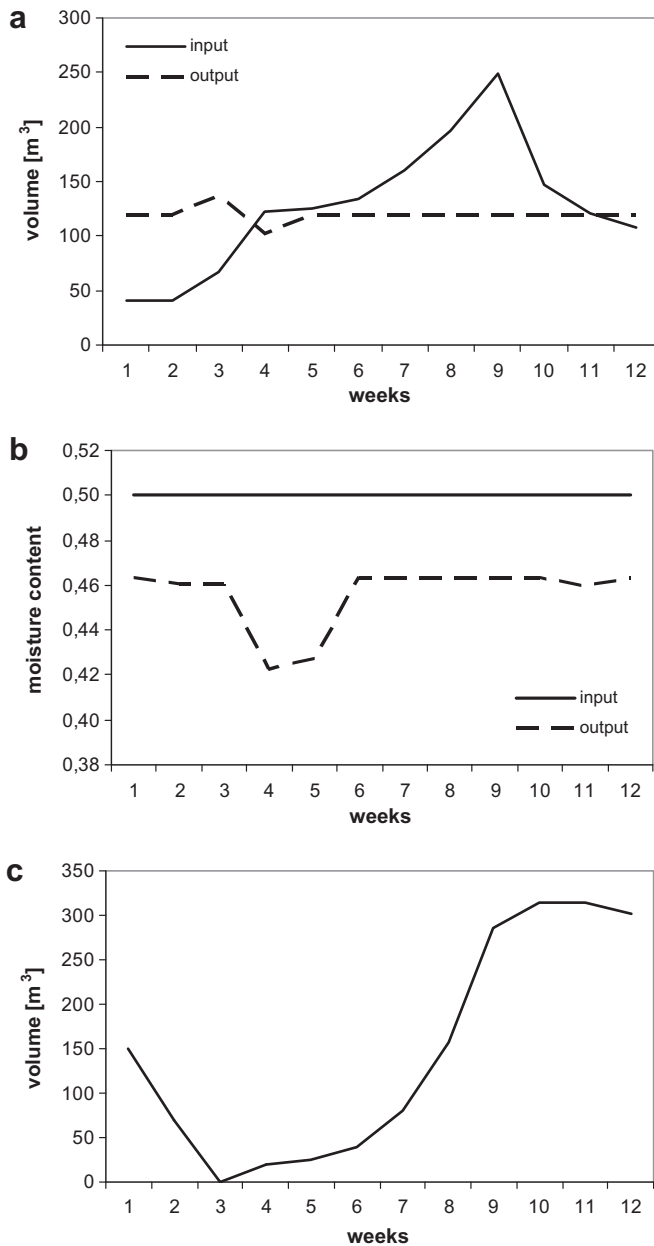 a
300
250
200
150
100
50
0
volume [m³]
input
output
1 2 3 4 5 6 7 8 9 10 11 12
weeks
b
0,52
0,50
0,48
0,46
0,44
0,42
0,40
0,38
moisture content
input
output
1 2 3 4 5 6 7 8 9 10 11 12
weeks
c
350
300
250
200
150
100
50
0
volume [m³]
1 2 3 4 5 6 7 8 9 10 11 12
weeks